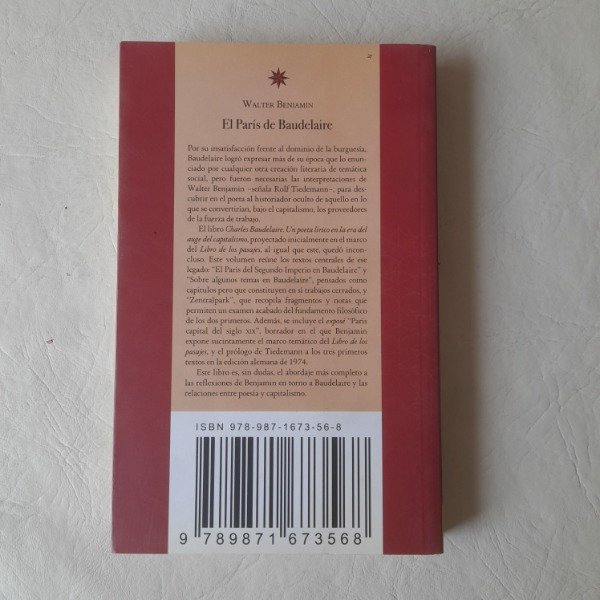 WALTER BENJAMIN
El París de Baudelaire
Por su insatisfacción frente al dominio de la burguesía,
Baudelaire logró expresar más de su época que lo enun-
ciado por cualquier otra creación literaria de temática
social, pero fueron necesarias las interpretaciones de
Walter Benjamin –señala Rolf Tiedemann–, para des-
cubrir en el poeta al historiador oculto de aquello en lo
que se convertirían, bajo el capitalismo, los proveedores
de la fuerza de trabajo.
El libro Charles Baudelaire. Un poeta lírico en la era del
auge del capitalismo, proyectado inicialmente en el marco
del Libro de los pasajes, al igual que este, quedó incon-
cluso. Este volumen reúne los textos centrales de ese
legado: "El París del Segundo Imperio en Baudelaire" y
"Sobre algunos temas en Baudelaire", pensados como
capítulos pero que constituyen en sí trabajos cerrados, y
"Zentralpark", que recopila fragmentos y notas que
permiten un examen acabado del fundamento filosófico
de los dos primeros. Además, se incluye el exposé "París
capital del siglo XIX", borrador en el que Benjamin
expone sucintamente el marco temático del Libro de los
pasajes, y el prólogo de Tiedemann a los tres primeros
textos en la edición alemana de 1974.
Este libro es, sin dudas, el abordaje más completo a
las reflexiones de Benjamin en torno a Baudelaire y las
relaciones entre poesía y capitalismo.
ISBN 978-987-1673-56-8
9 789871 673568